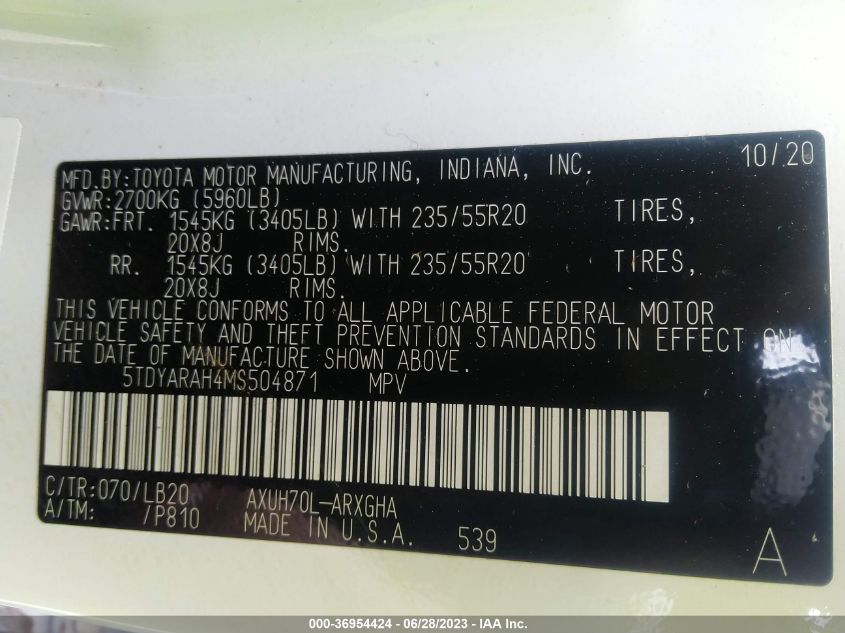 MFD.BY:TOYOTA MOTOR MANUFACTURING, INDIANA, INC. 10/20
GVWR:2700KG (5960LB)
GAWR:FRT. 1545KG (3405LB) WITH 235/55R20 TIRES,
20X8J RIMS.
RR. 1545KG (3405LB) WITH 235/55R20 TIRES,
20X8J RIMS.
THIS VEHICLE CONFORMS TO ALL APPLICABLE FEDERAL MOTOR
VEHICLE SAFETY AND THEFT PREVENTION STANDARDS IN EFFECT ON
THE DATE OF MANUFACTURE SHOWN ABOVE.
5TDYARAH4MS504871 MPV
C/TR:070/LB20 AXUH70L-ARXGHA
A/TM: /P810 MADE IN U.S.A. 539 A
000-36954424 / 06/28/2023 - IAA Inc.